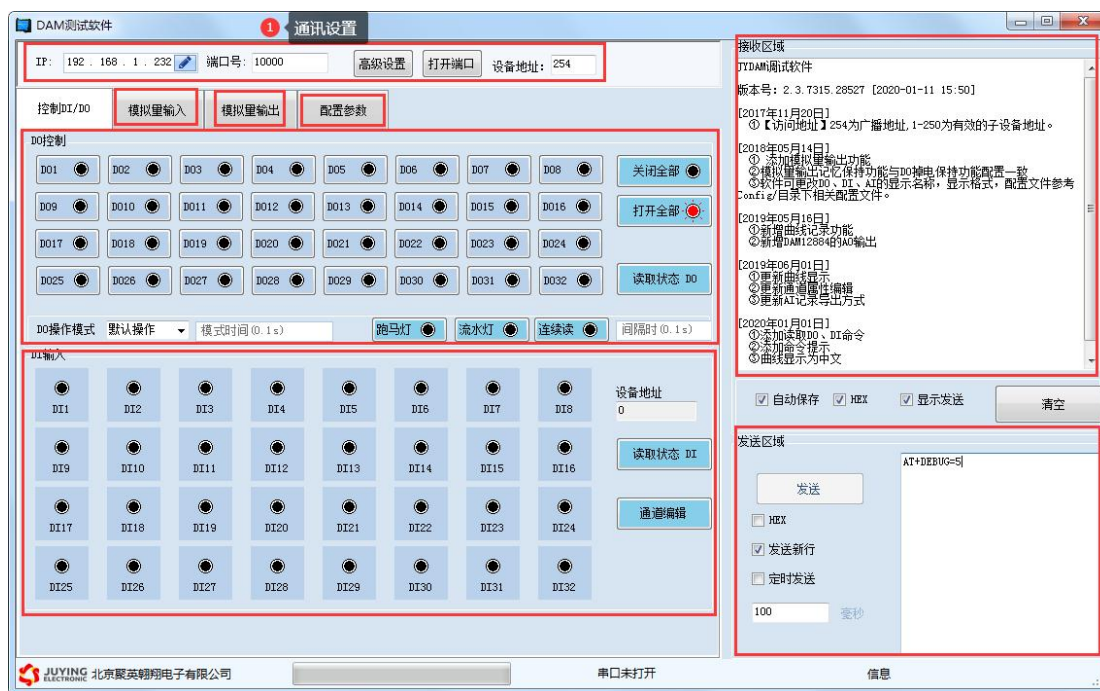 DAM测试软件
1 通讯设置
IP: 192 . 168 . 1 . 232 端口号: 10000 高级设置 打开端口 设备地址: 254
控制DI/DO 模拟里输入 模拟里输出 配置参数
DO控制
DO1 DO2 DO3 DO4 DO5 DO6 DO7 DO8 关闭全部
DO9 DO10 DO11 DO12 DO13 DO14 DO15 DO16 打开全部
DO17 DO18 DO19 DO20 DO21 DO22 DO23 DO24
DO25 DO26 DO27 DO28 DO29 DO30 DO31 DO32 读取状态 DO
DO操作模式 默认操作 模式时间(0.1s) 跑马灯 流水灯 连续读 间隔时(0.1s)
DI输入
DI1 DI2 DI3 DI4 DI5 DI6 DI7 DI8
设备地址
0
DI9 DI10 DI11 DI12 DI13 DI14 DI15 DI16 读取状态 DI
DI17 DI18 DI19 DI20 DI21 DI22 DI23 DI24 通道编辑
DI25 DI26 DI27 DI28 DI29 DI30 DI31 DI32
接收区域
JYDAM调试软件
版本号: 2.3.7315.28527 [2020-01-11 15:50]
[2017年11月20日]
①【访问地址】254为广播地址,1-250为有效的子设备地址。
[2018年05月14日]
① 添加模拟量输出功能
②模拟量输出记忆保持功能与DO掉电保持功能配置一致
③软件可更改DO、DI、AI的显示名称，显示格式，配置文件参考
Config/目录下相关配置文件。
[2019年05月16日]
①新增曲线记录功能
②新增DAM12884的AO输出
[2019年06月01日]
①更新曲线显示
②更新通道属性编辑
③更新AI记录导出方式
[2020年01月01日]
①添加读取DO、DI命令
②添加命令提示
③曲线显示为中文
自动保存 HEX 显示发送 清空
发送区域
AT+DEBUG=5
发送
HEX
发送新行
定时发送
100 毫秒
JUYING ELECTRONIC 北京聚英翱翔电子有限公司 串口未打开 信息